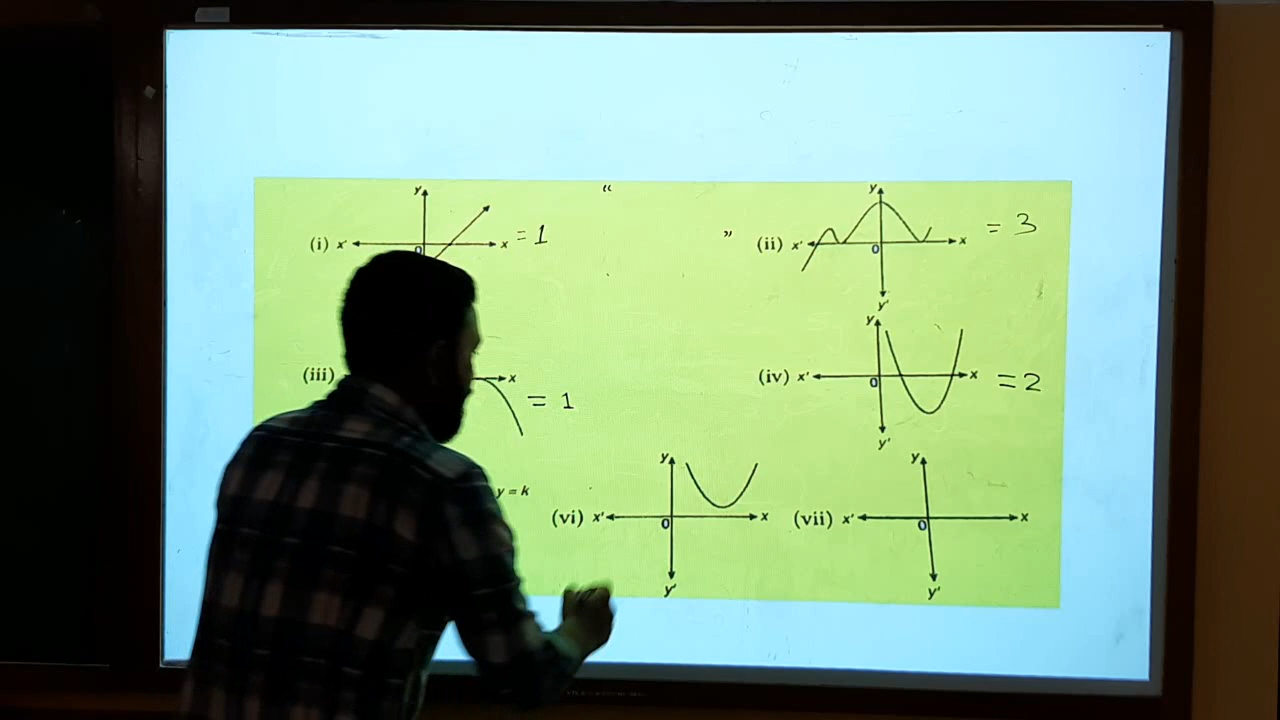 “ ”
(i) x' y 0 x = 1
(ii) x' y 0 x y' = 3
(iii) x = 1
(iv) x' y 0 x y' = 2
y = k
(vi) x' y 0 x y'
(vii) x' y 0 x y'